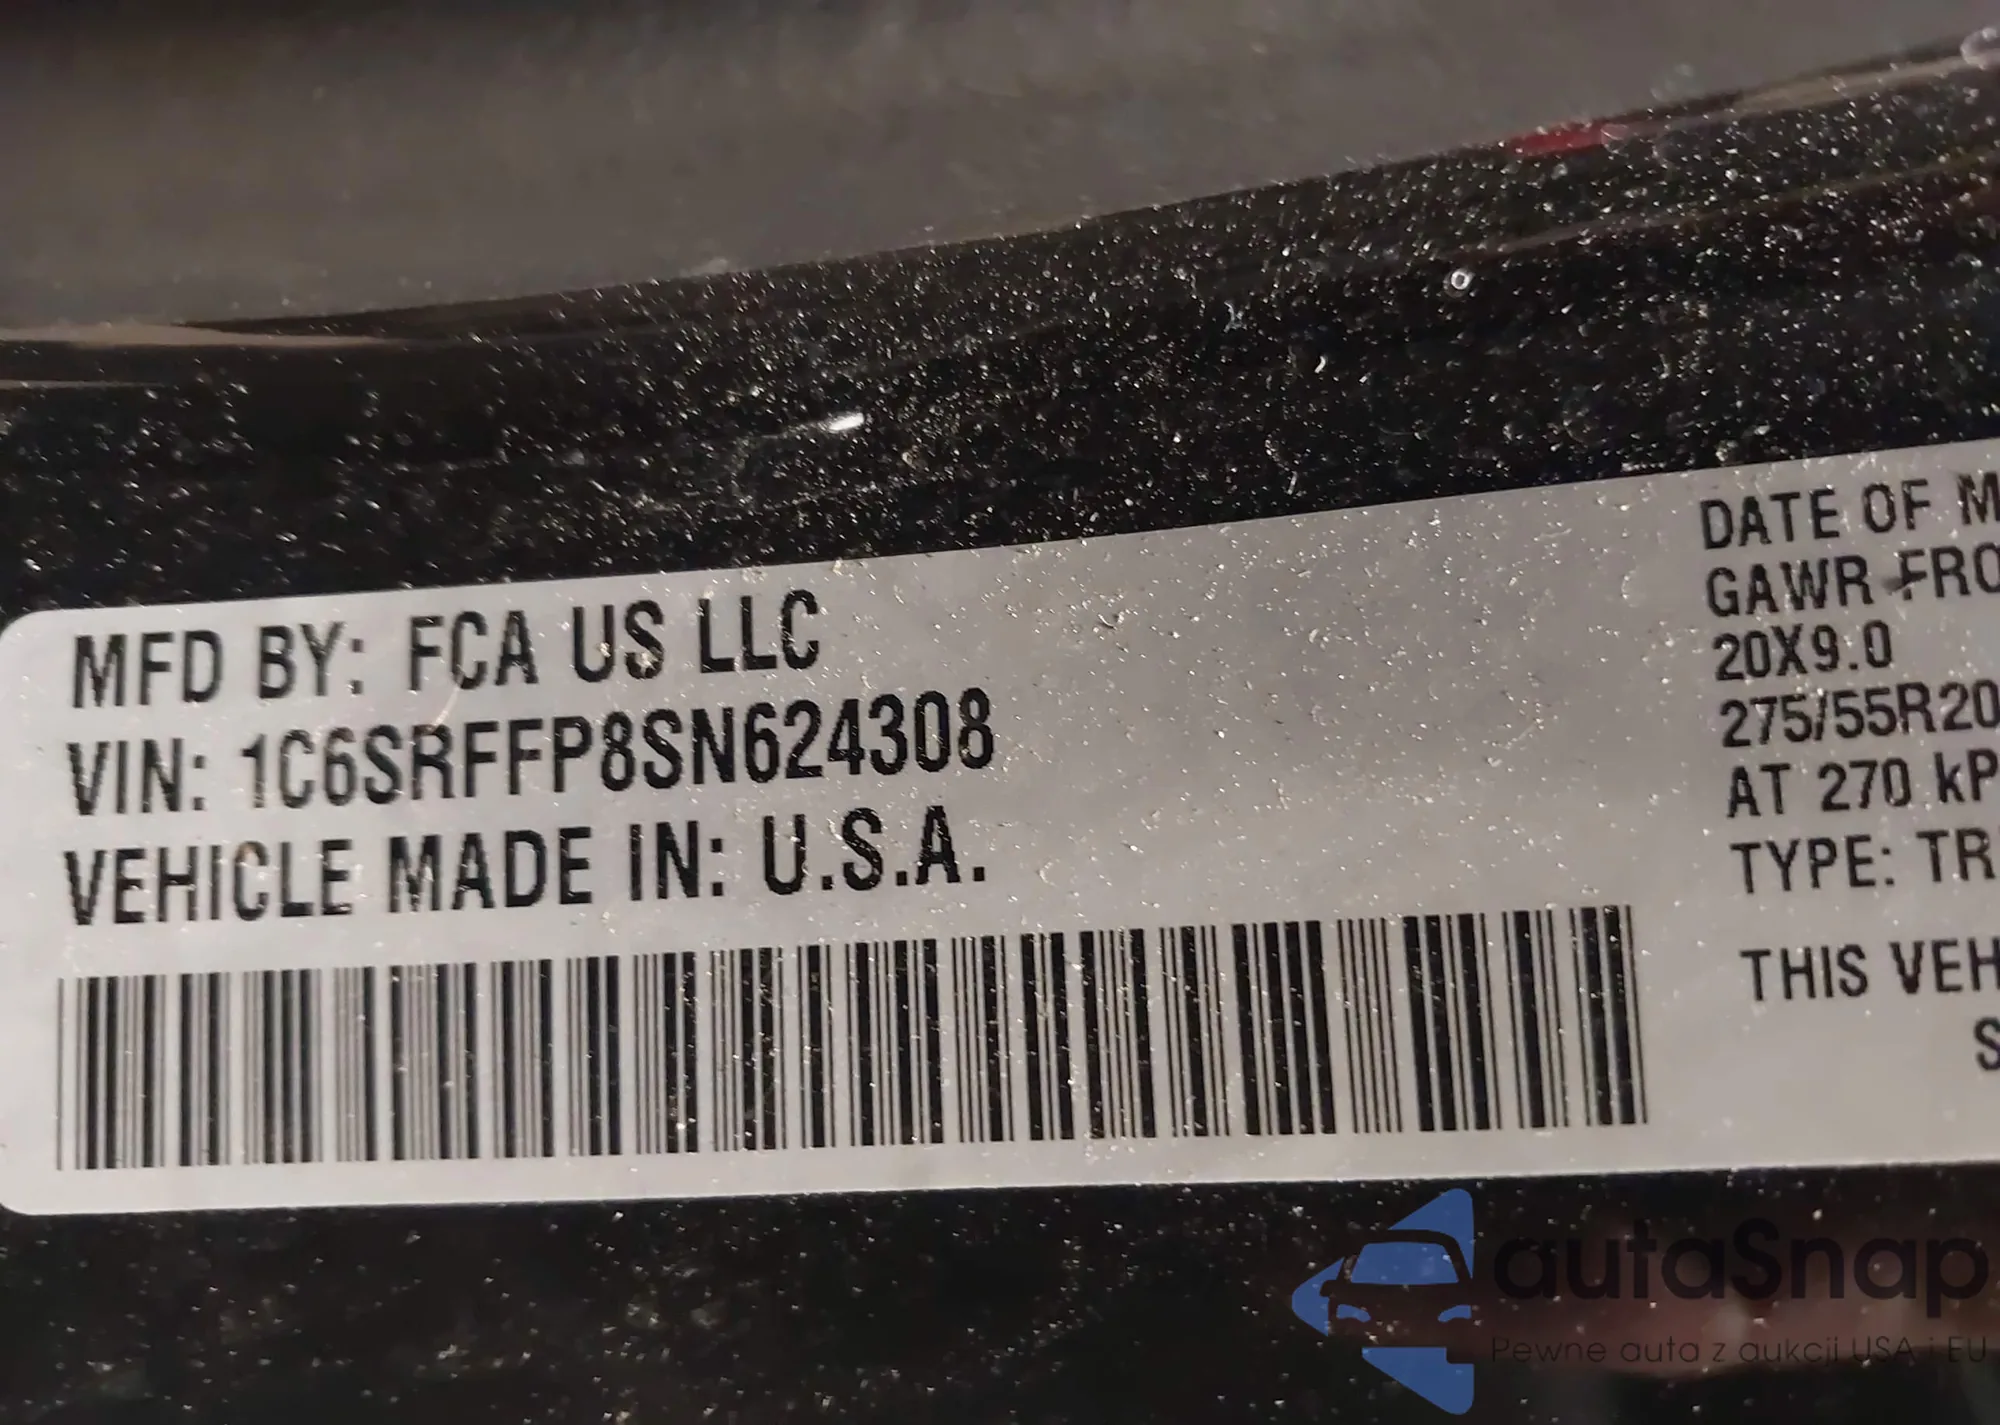 MFD BY: FCA US LLC
VIN: 1C6SRFFP8SN624308
VEHICLE MADE IN: U.S.A.
DATE OF M
GAWR FRO
20X9.0
275/55R20
AT 270 kP
TYPE: TR
THIS VEH
S
autaSnap
Pewne auta z aukcji USA i EU